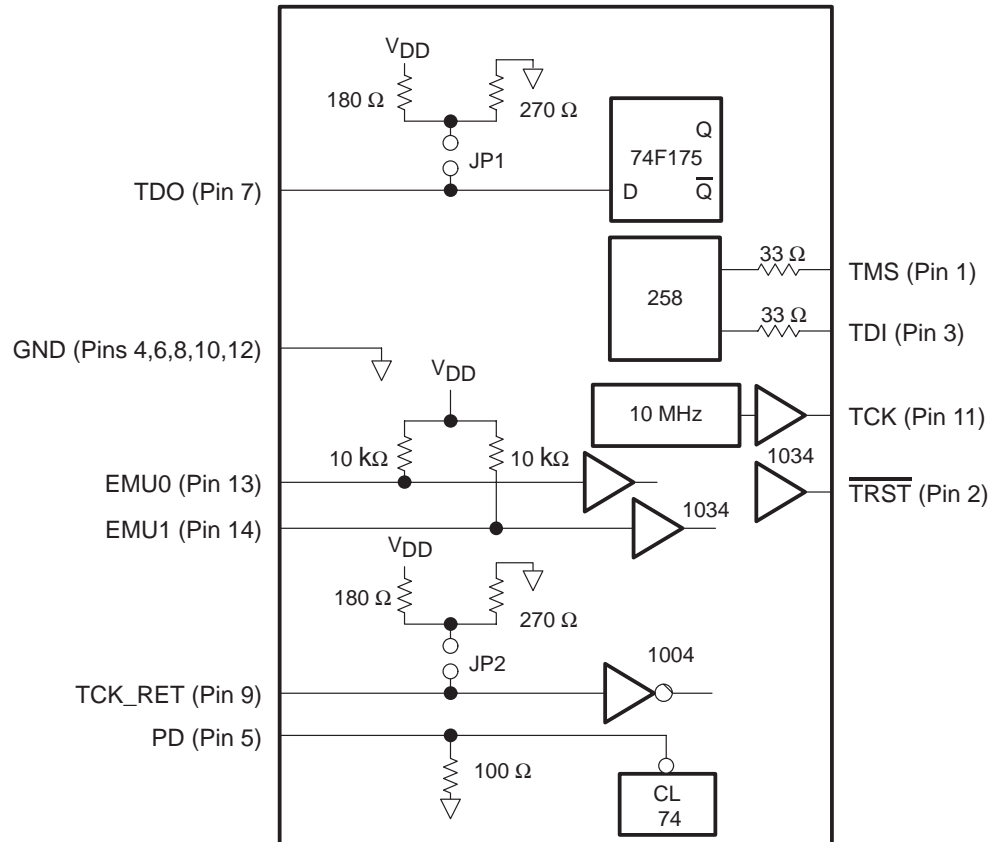 VDD
180 Ω
270 Ω
JP1
Q
74F175
D
Q̅
TDO (Pin 7)
33 Ω
TMS (Pin 1)
258
33 Ω
TDI (Pin 3)
GND (Pins 4,6,8,10,12)
VDD
10 MHz
TCK (Pin 11)
10 kΩ
10 kΩ
1034
EMU0 (Pin 13)
T̅R̅S̅T̅ (Pin 2)
1034
EMU1 (Pin 14)
VDD
180 Ω
270 Ω
JP2
1004
TCK_RET (Pin 9)
PD (Pin 5)
100 Ω
CL
74